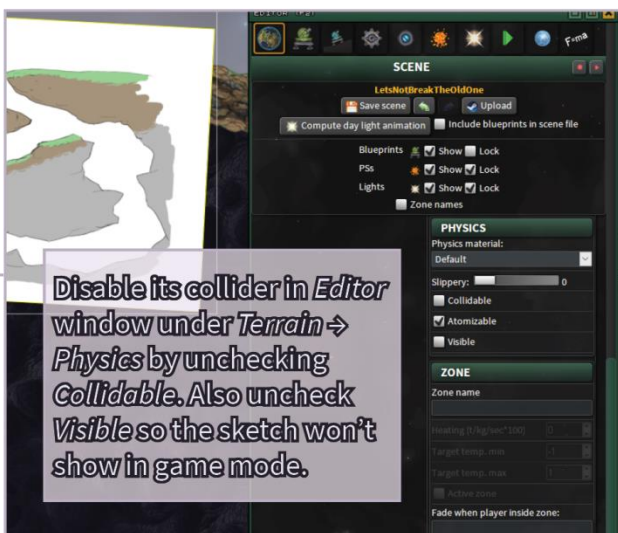 EDITOR (F2)
F=ma
SCENE
LetsNotBreakTheOldOne
Save scene Upload
Compute day light animation Include blueprints in scene file
Blueprints Show Lock
PSs Show Lock
Lights Show Lock
Zone names
PHYSICS
Physics material:
Default
Slippery: 0
Collidable
Atomizable
Visible
ZONE
Zone name
Heating (t/kg/sec*100) 0
Target temp. min -1
Target temp. max 1
Active zone
Fade when player inside zone:
Disable its collider in Editor
window under Terrain →
Physics by unchecking
Collidable. Also uncheck
Visible so the sketch won't
show in game mode.